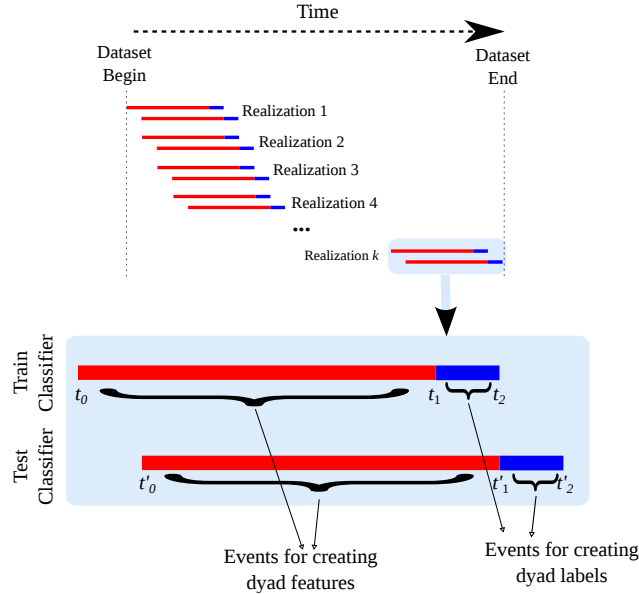 Time
Dataset
Begin
Dataset
End
Realization 1
Realization 2
Realization 3
Realization 4
...
Realization k
Train
Classifier
t0
t1
t2
Test
Classifier
t'0
t'1
t'2
Events for creating
dyad features
Events for creating
dyad labels